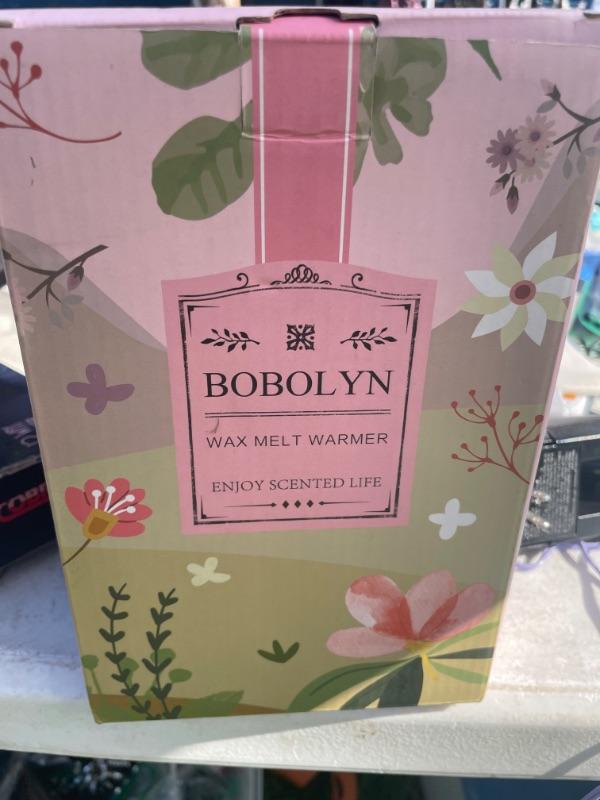 BOBOLYN
WAX MELT WARMER
ENJOY SCENTED LIFE